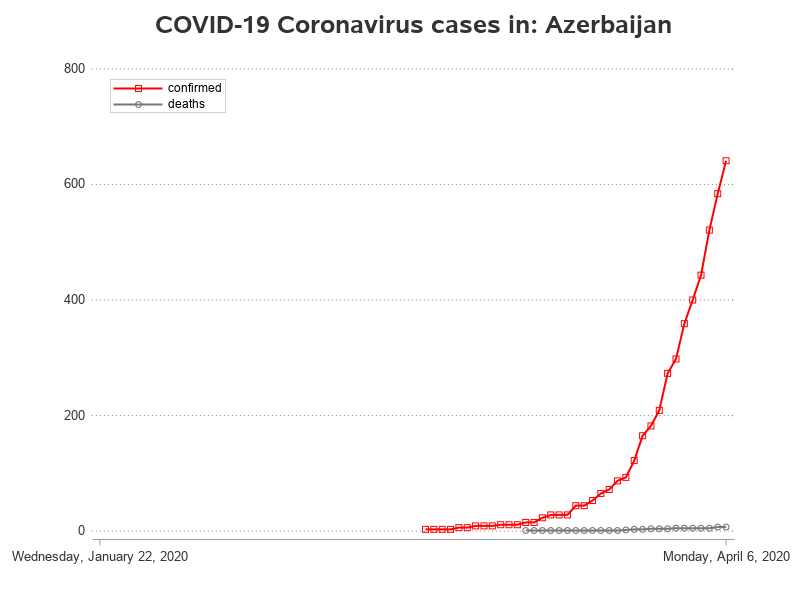 COVID-19 Coronavirus cases in: Azerbaijan
800
confirmed
deaths
600
400
200
0
Wednesday, January 22, 2020 Monday, April 6, 2020